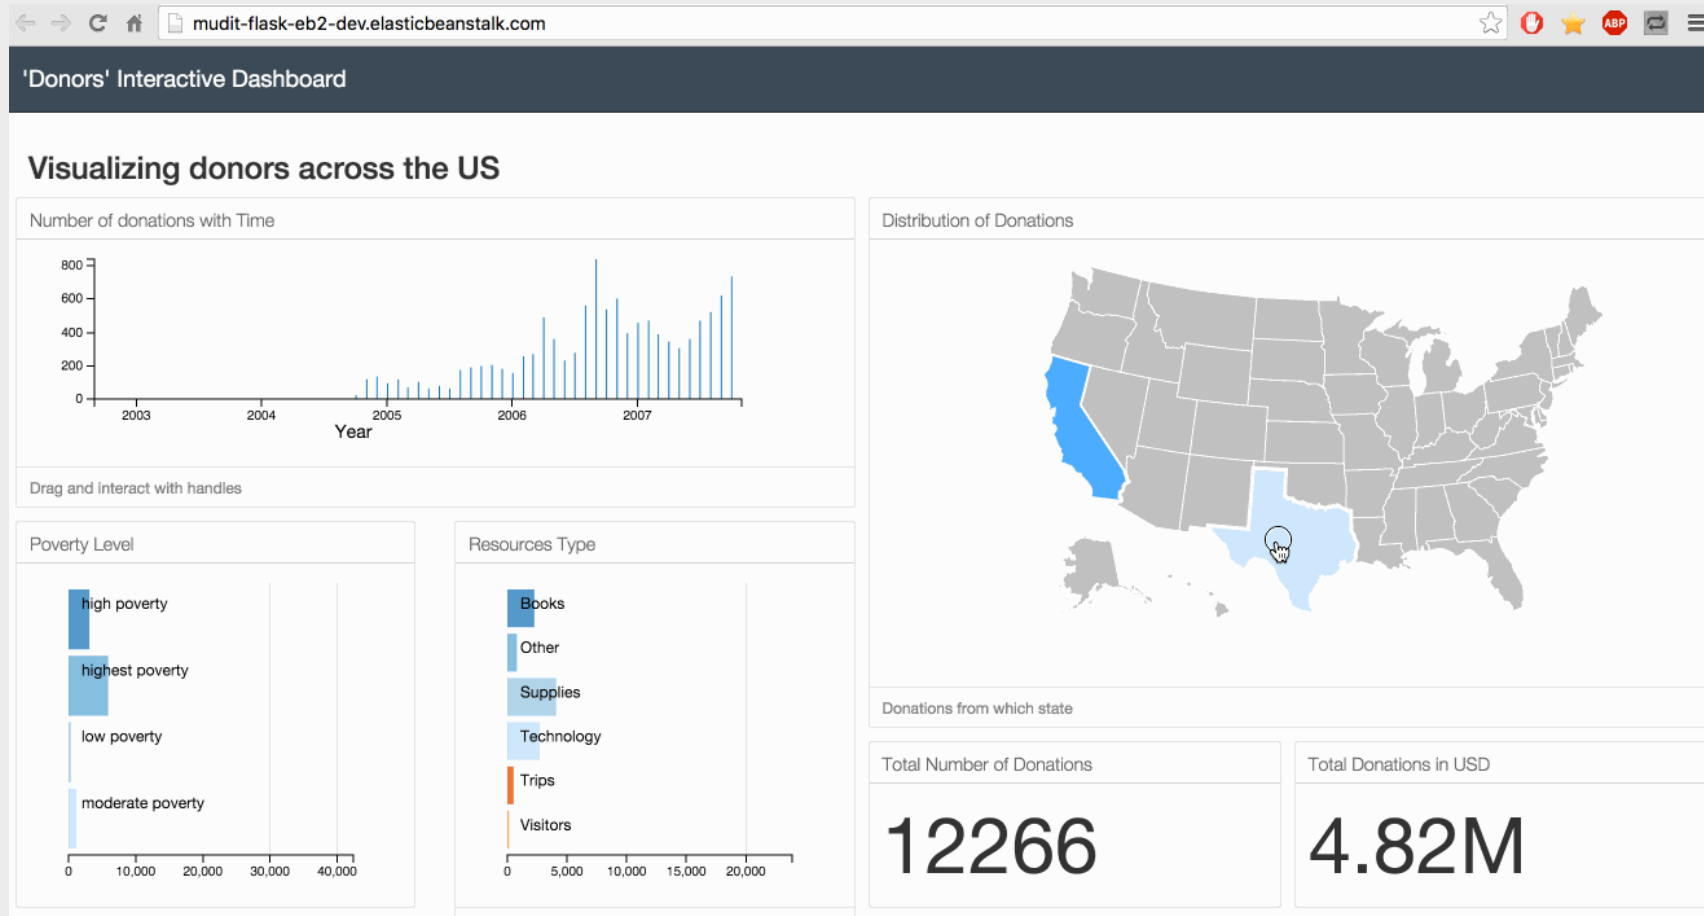 mudit-flask-eb2-dev.elasticbeanstalk.com
ABP
'Donors' Interactive Dashboard
Visualizing donors across the US
Number of donations with Time
800
600
400
200
0
2003 2004 2005 2006 2007
Year
Drag and interact with handles
Distribution of Donations
Donations from which state
Poverty Level
high poverty
highest poverty
low poverty
moderate poverty
0 10,000 20,000 30,000 40,000
Resources Type
Books
Other
Supplies
Technology
Trips
Visitors
0 5,000 10,000 15,000 20,000
Total Number of Donations
12266
Total Donations in USD
4.82M